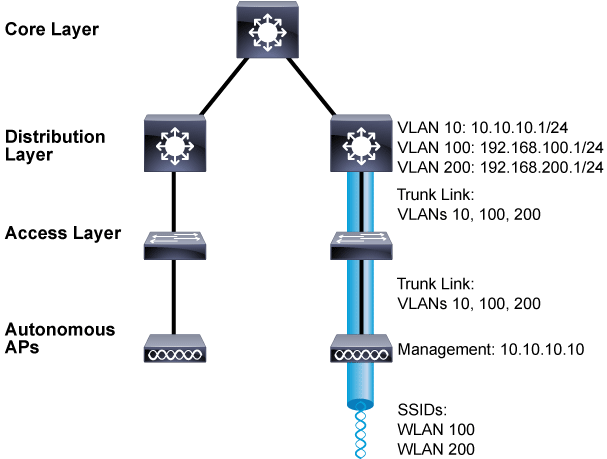 Core Layer
Distribution
Layer
VLAN 10: 10.10.10.1/24
VLAN 100: 192.168.100.1/24
VLAN 200: 192.168.200.1/24
Trunk Link:
VLANs 10, 100, 200
Access Layer
Trunk Link:
VLANs 10, 100, 200
Autonomous
APs
Management: 10.10.10.10
SSIDs:
WLAN 100
WLAN 200